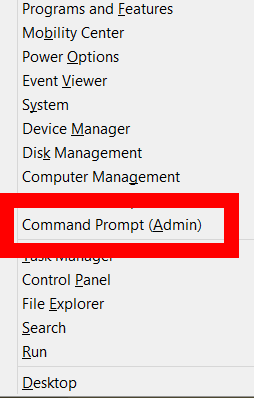 Programs and Features
Mobility Center
Power Options
Event Viewer
System
Device Manager
Disk Management
Computer Management
Command Prompt (Admin)
Task Manager
Control Panel
File Explorer
Search
Run
Desktop